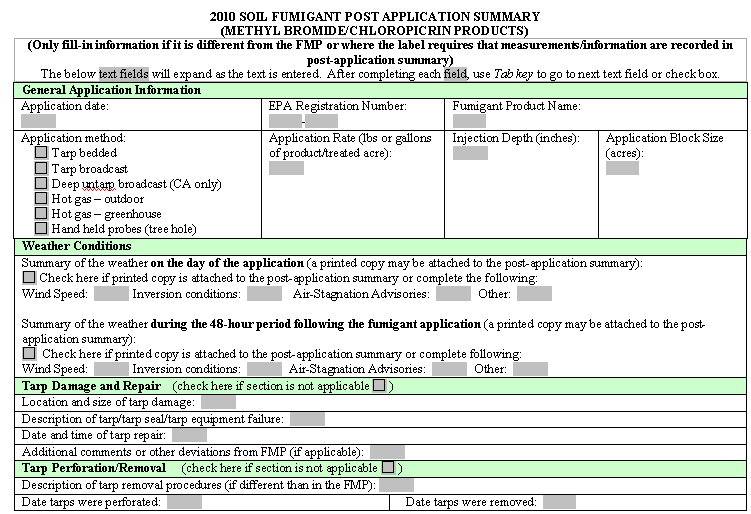 2010 SOIL FUMIGANT POST APPLICATION SUMMARY
(METHYL BROMIDE/CHLOROPICRIN PRODUCTS)
(Only fill-in information if it is different from the FMP or where the label requires that measurements/information are recorded in
post-application summary)
The below text fields will expand as the text is entered. After completing each field, use Tab key to go to next text field or check box.
General Application Information
Application date:
EPA Registration Number:
-
Fumigant Product Name:
Application method:
Tarp bedded
Tarp broadcast
Deep untarp broadcast (CA only)
Hot gas – outdoor
Hot gas – greenhouse
Hand held probes (tree hole)
Application Rate (lbs or gallons
of product/treated acre):
Injection Depth (inches):
Application Block Size
(acres):
Weather Conditions
Summary of the weather on the day of the application (a printed copy may be attached to the post-application summary):
Check here if printed copy is attached to the post-application summary or complete the following:
Wind Speed: Inversion conditions: Air-Stagnation Advisories: Other:
Summary of the weather during the 48-hour period following the fumigant application (a printed copy may be attached to the post-
application summary):
Check here if printed copy is attached to the post-application summary or complete following:
Wind Speed: Inversion conditions: Air-Stagnation Advisories: Other:
Tarp Damage and Repair (check here if section is not applicable )
Location and size of tarp damage:
Description of tarp/tarp seal/tarp equipment failure:
Date and time of tarp repair:
Additional comments or other deviations from FMP (if applicable):
Tarp Perforation/Removal (check here if section is not applicable )
Description of tarp removal procedures (if different than in the FMP):
Date tarps were perforated: Date tarps were removed: